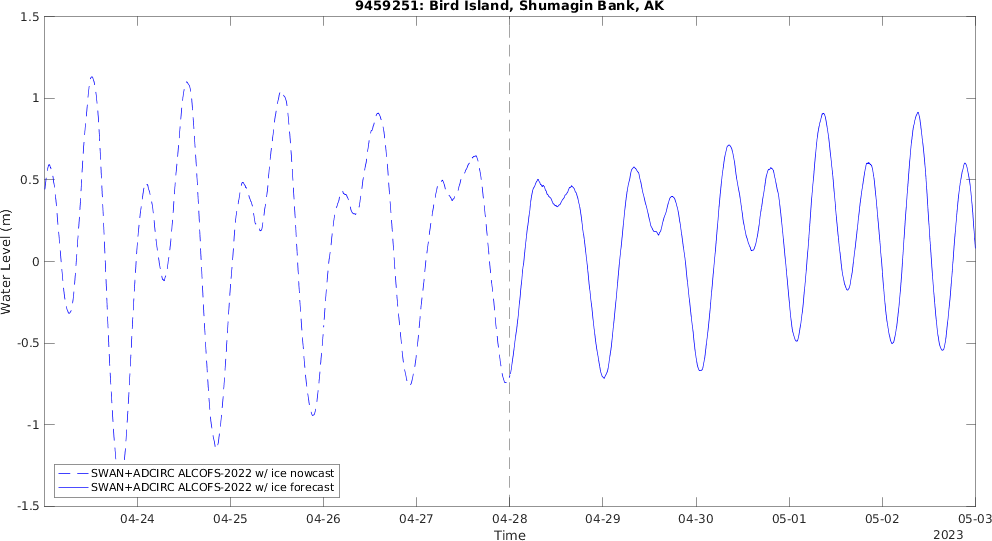 9459251: Bird Island, Shumagin Bank, AK
1.5
1
0.5
0
-0.5
-1
-1.5
Water Level (m)
SWAN+ADCIRC ALCOFS-2022 w/ ice nowcast
SWAN+ADCIRC ALCOFS-2022 w/ ice forecast
04-24 04-25 04-26 04-27 04-28 04-29 04-30 05-01 05-02 05-03
Time
2023